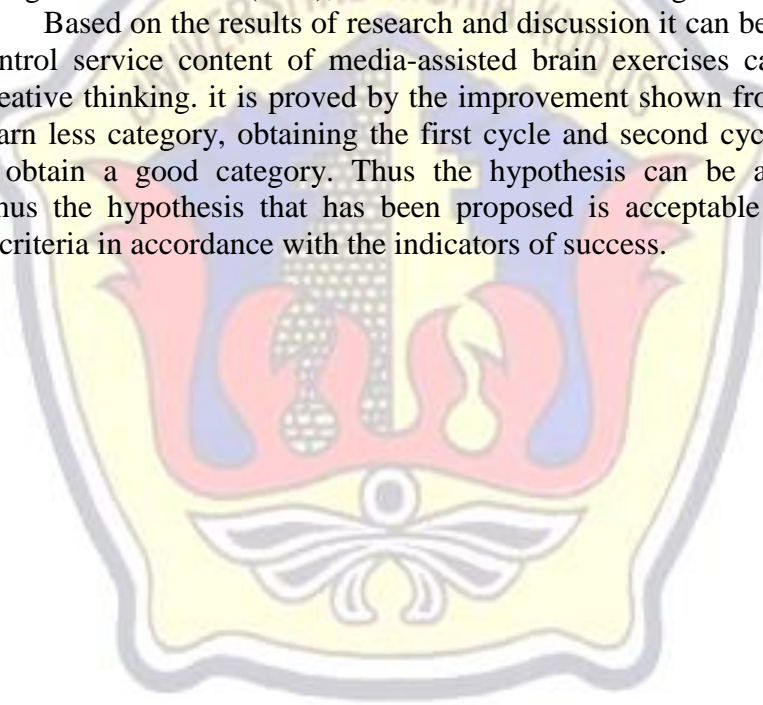 Based on the results of research and discussion it can be
ntrol service content of media-assisted brain exercises ca
eative thinking. it is proved by the improvement shown fro
arn less category, obtaining the first cycle and second cyc
obtain a good category. Thus the hypothesis can be a
hus the hypothesis that has been proposed is acceptable
criteria in accordance with the indicators of success.